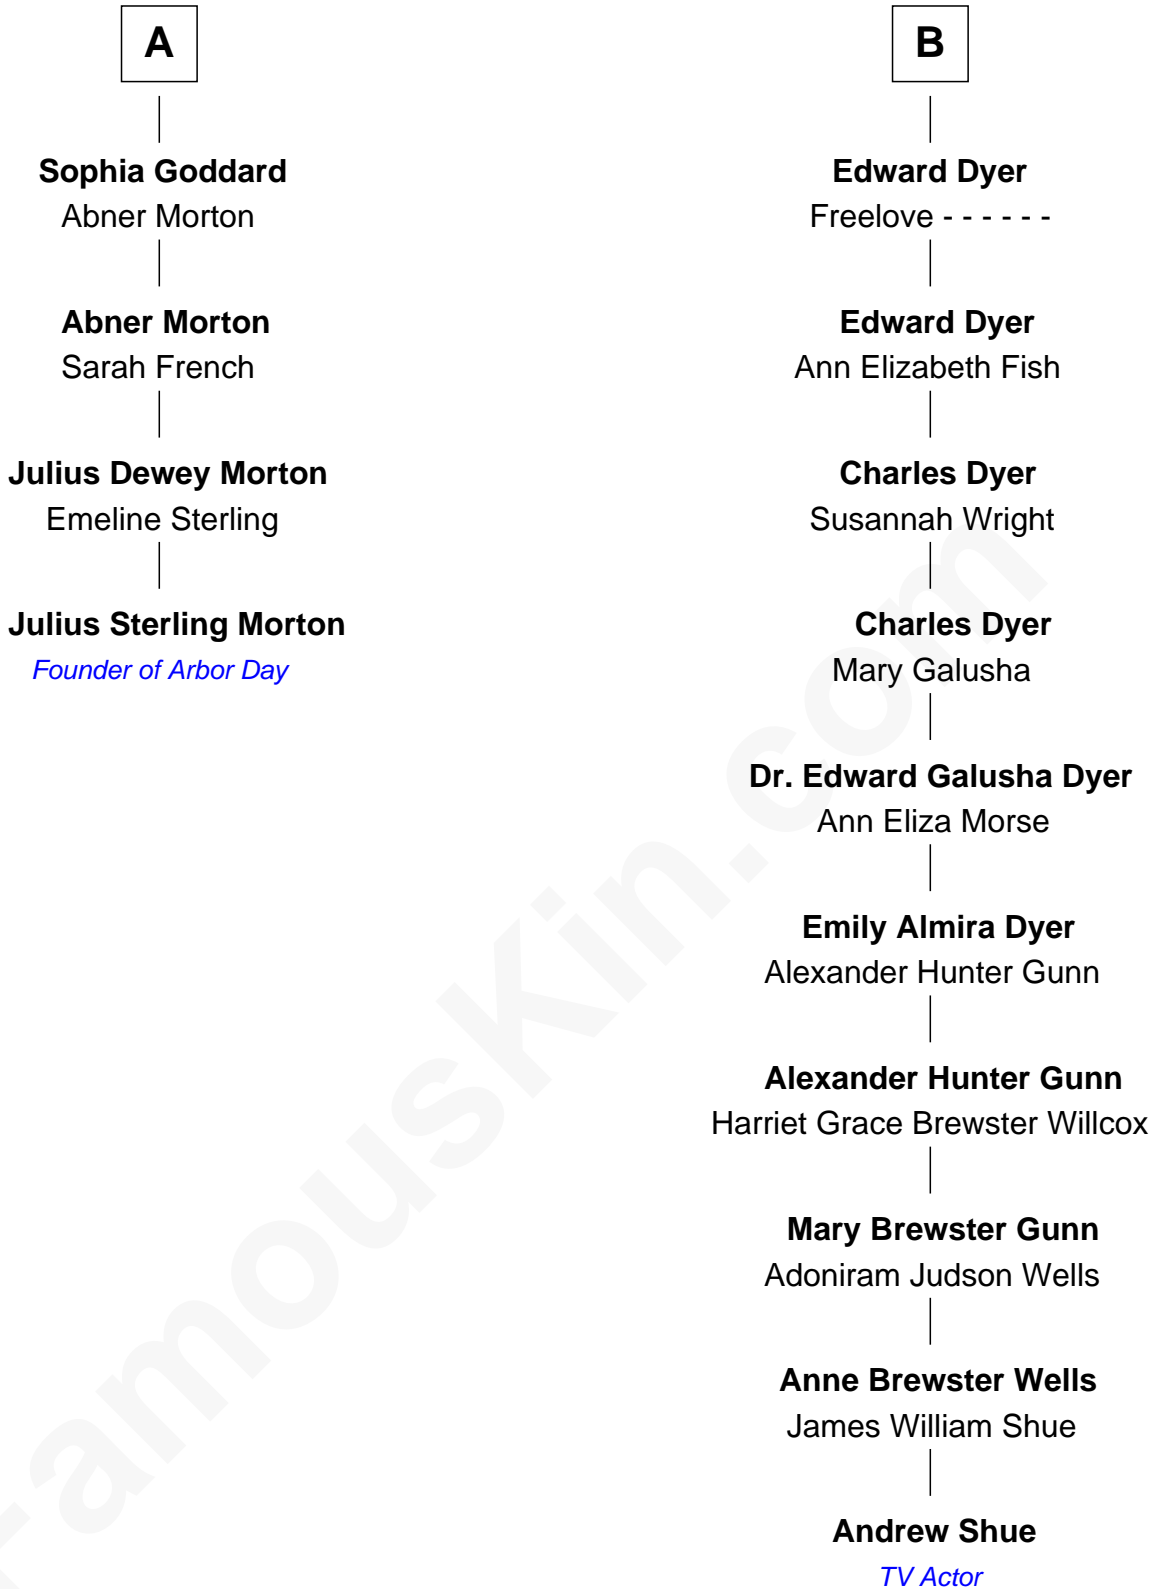 A
Sophia Goddard
Abner Morton
Abner Morton
Sarah French
Julius Dewey Morton
Emeline Sterling
Julius Sterling Morton
Founder of Arbor Day
B
Edward Dyer
Freelove - - - - - -
Edward Dyer
Ann Elizabeth Fish
Charles Dyer
Susannah Wright
Charles Dyer
Mary Galusha
Dr. Edward Galusha Dyer
Ann Eliza Morse
Emily Almira Dyer
Alexander Hunter Gunn
Alexander Hunter Gunn
Harriet Grace Brewster Willcox
Mary Brewster Gunn
Adoniram Judson Wells
Anne Brewster Wells
James William Shue
Andrew Shue
TV Actor
FamousKin.com